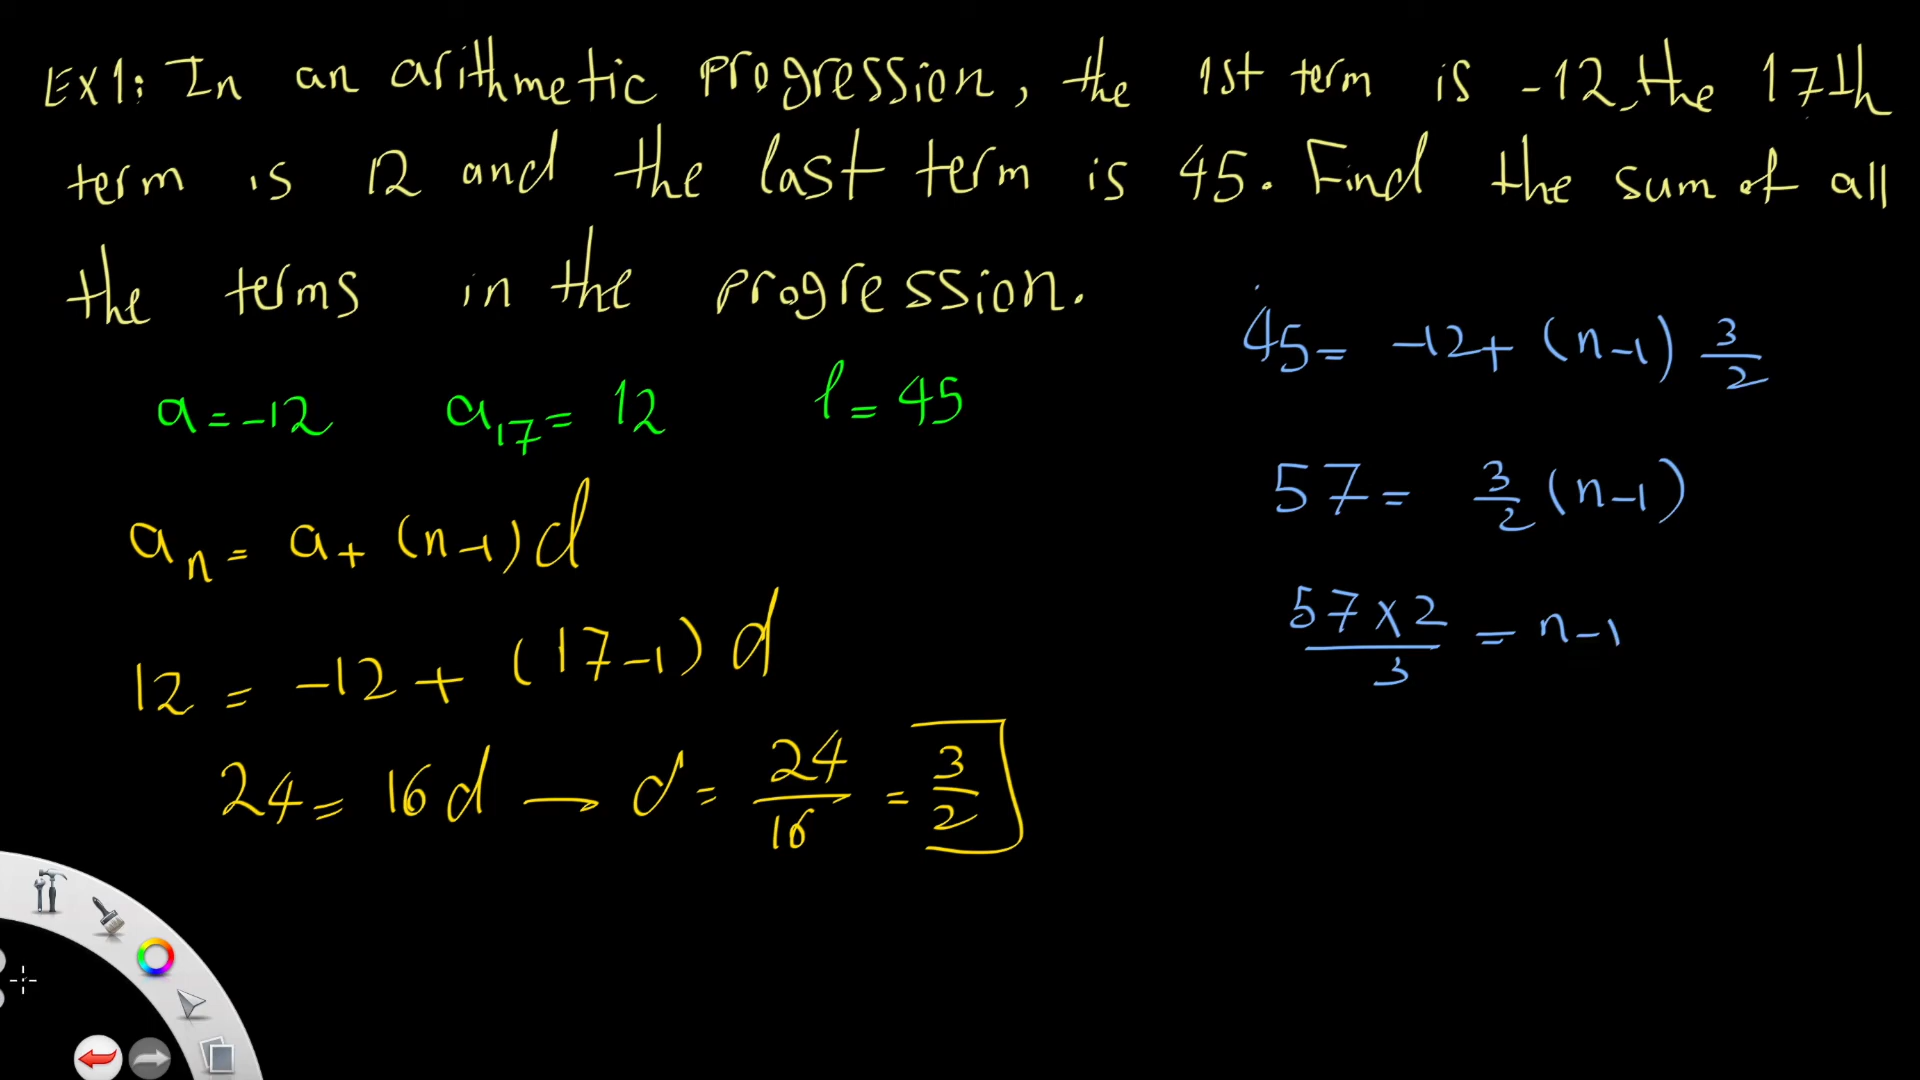 EX1: In an arithmetic progression, the 1st term is -12, the 17th
term is 12 and the last term is 45. Find the sum of all
the terms in the progression.
a = -12 a₁₇ = 12 l = 45
aₙ = a + (n-1)d
12 = -12 + (17-1)d
24 = 16d — d = 24/16 = 3/2
45 = -12 + (n-1) 3/2
57 = 3/2 (n-1)
57 × 2 / 3 = n-1